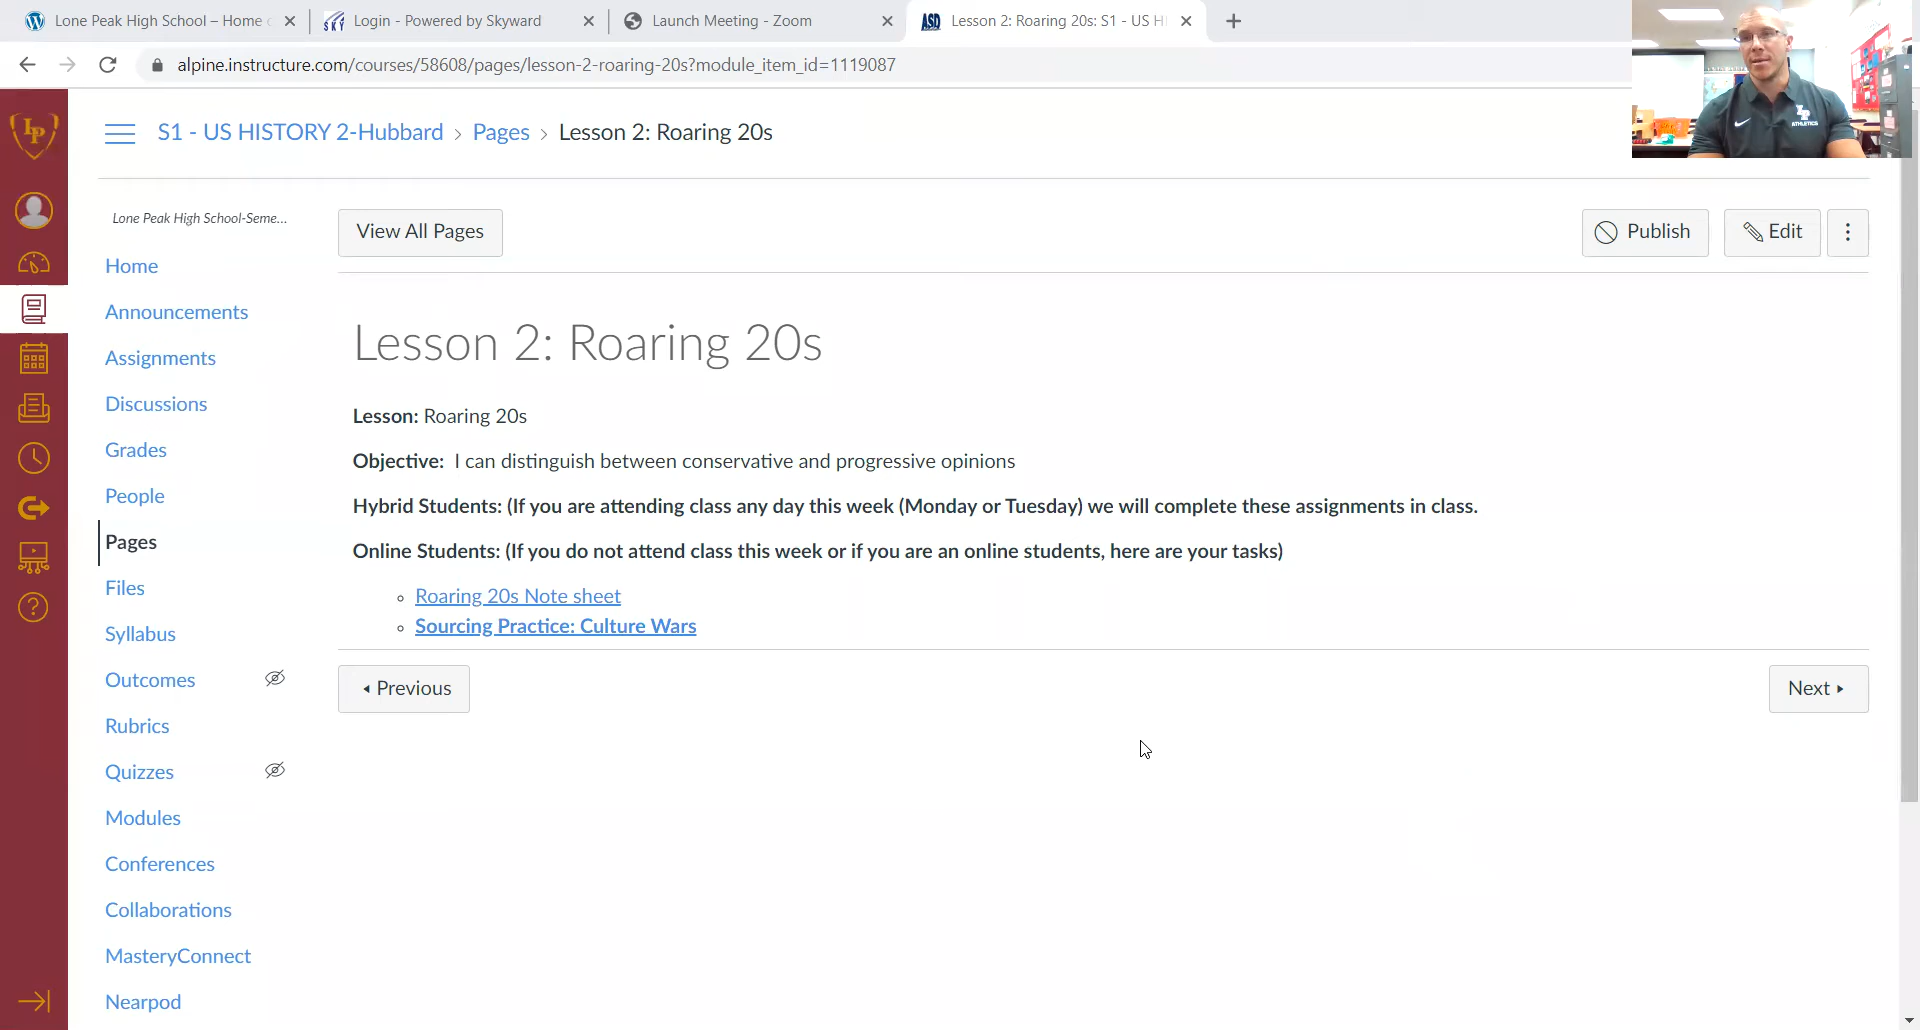 Lone Peak High School – Home
Login - Powered by Skyward
Launch Meeting - Zoom
ASD
Lesson 2: Roaring 20s: S1 - US HI
alpine.instructure.com/courses/58608/pages/lesson-2-roaring-20s?module_item_id=1119087
LP
ATHLETICS
LP
S1 - US HISTORY 2-Hubbard › Pages › Lesson 2: Roaring 20s
Lone Peak High School-Seme...
Home
Announcements
Assignments
Discussions
Grades
People
Pages
Files
Syllabus
Outcomes
Rubrics
Quizzes
Modules
Conferences
Collaborations
MasteryConnect
Nearpod
View All Pages
Publish
Edit
Lesson 2: Roaring 20s
Lesson: Roaring 20s
Objective: I can distinguish between conservative and progressive opinions
Hybrid Students: (If you are attending class any day this week (Monday or Tuesday) we will complete these assignments in class.
Online Students: (If you do not attend class this week or if you are an online students, here are your tasks)
Roaring 20s Note sheet
Sourcing Practice: Culture Wars
Previous
Next